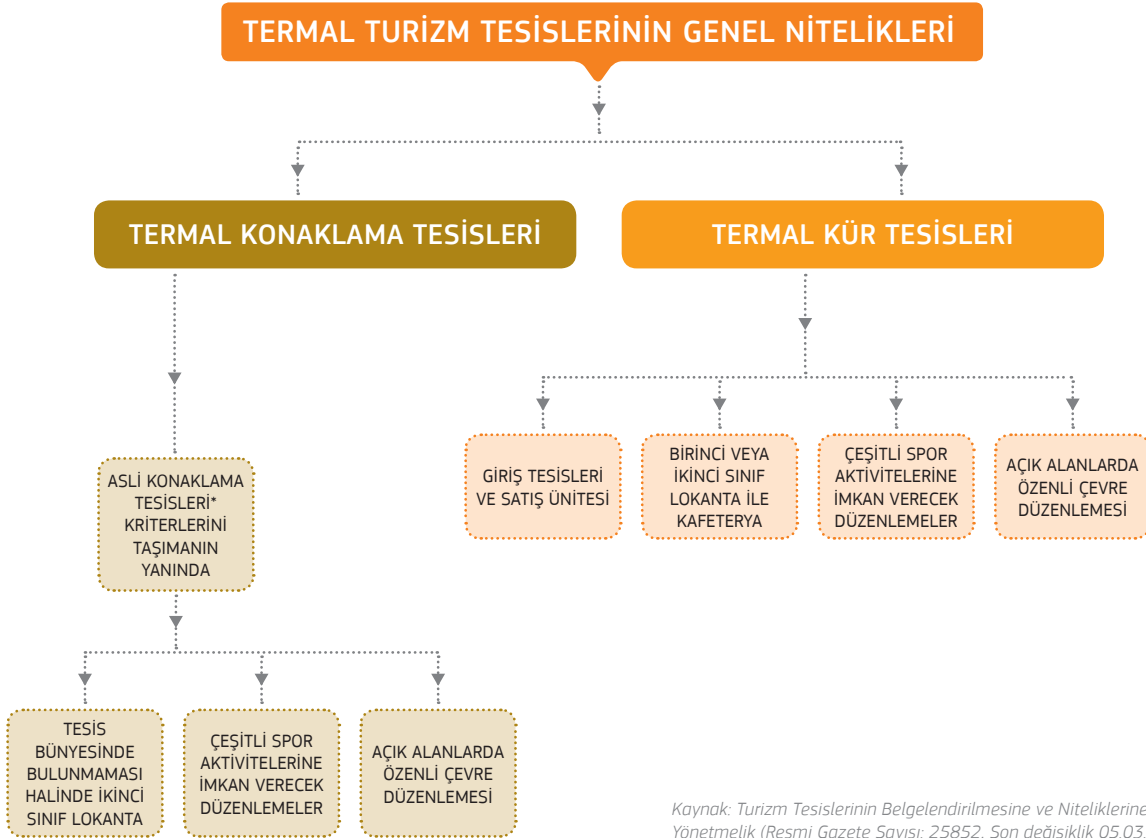 TERMAL TURİZM TESİSLERİNİN GENEL NİTELİKLERİ
TERMAL KONAKLAMA TESİSLERİ
TERMAL KÜR TESİSLERİ
ASLİ KONAKLAMA
TESİSLERİ*
KRİTERLERİNİ
TAŞIMANIN
YANINDA
GİRİŞ TESİSLERİ
VE SATIŞ ÜNİTESİ
BİRİNCİ VEYA
İKİNCİ SINIF
LOKANTA İLE
KAFETERYA
ÇEŞİTLİ SPOR
AKTİVİTELERİNE
İMKAN VERECEK
DÜZENLEMELER
AÇIK ALANLARDA
ÖZENLİ ÇEVRE
DÜZENLEMESİ
TESİS
BÜNYESİNDE
BULUNMAMASI
HALİNDE İKİNCİ
SINIF LOKANTA
ÇEŞİTLİ SPOR
AKTİVİTELERİNE
İMKAN VERECEK
DÜZENLEMELER
AÇIK ALANLARDA
ÖZENLİ ÇEVRE
DÜZENLEMESİ
Kaynak: Turizm Tesislerinin Belgelendirilmesine ve Niteliklerine
Yönetmelik (Resmi Gazete Sayısı: 25852, Son değişiklik 05.03